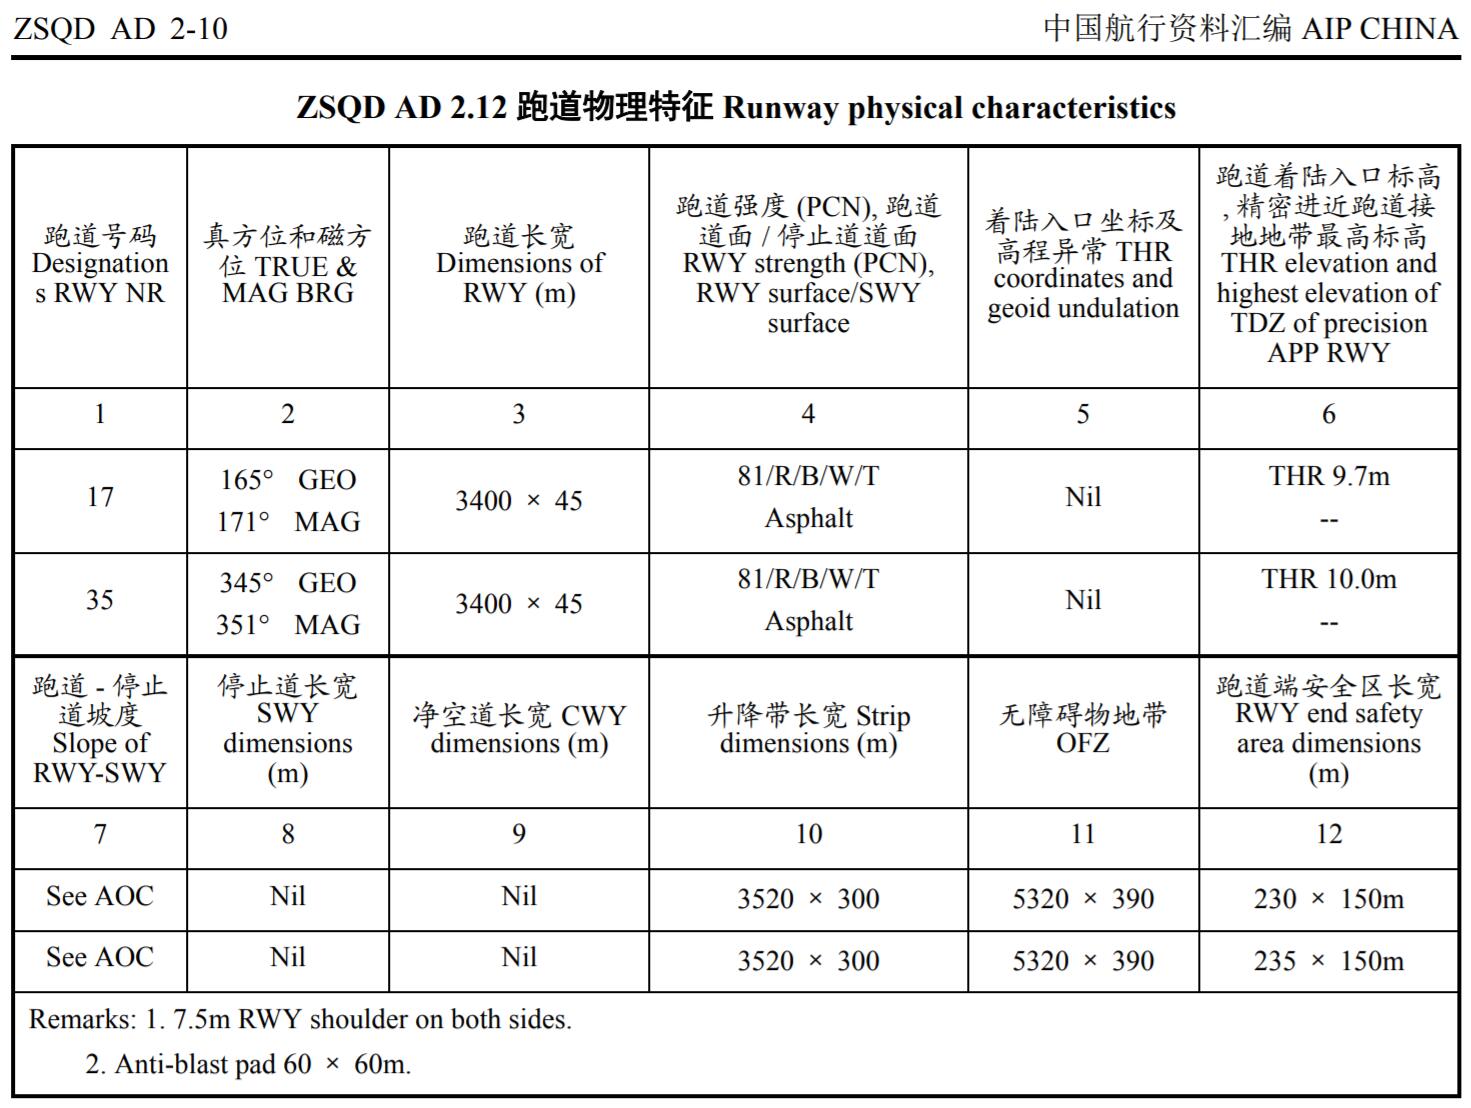 ZSQD AD 2-10
中国航行资料汇编 AIP CHINA
ZSQD AD 2.12 跑道物理特征 Runway physical characteristics
跑道号码
Designation
s RWY NR
真方位和磁方
位 TRUE &
MAG BRG
跑道长宽
Dimensions of
RWY (m)
跑道强度 (PCN), 跑道
道面 / 停止道道面
RWY strength (PCN),
RWY surface/SWY
surface
着陆入口坐标及
高程异常 THR
coordinates and
geoid undulation
跑道着陆入口标高
, 精密进近跑道接
地地带最高标高
THR elevation and
highest elevation of
TDZ of precision
APP RWY
1
2
3
4
5
6
17
165° GEO
171° MAG
3400 × 45
81/R/B/W/T
Asphalt
Nil
THR 9.7m
--
35
345° GEO
351° MAG
3400 × 45
81/R/B/W/T
Asphalt
Nil
THR 10.0m
--
跑道 - 停止
道坡度
Slope of
RWY-SWY
停止道长宽
SWY
dimensions
(m)
净空道长宽 CWY
dimensions (m)
升降带长宽 Strip
dimensions (m)
无障碍物地带
OFZ
跑道端安全区长宽
RWY end safety
area dimensions
(m)
7
8
9
10
11
12
See AOC
Nil
Nil
3520 × 300
5320 × 390
230 × 150m
See AOC
Nil
Nil
3520 × 300
5320 × 390
235 × 150m
Remarks: 1. 7.5m RWY shoulder on both sides.
2. Anti-blast pad 60 × 60m.